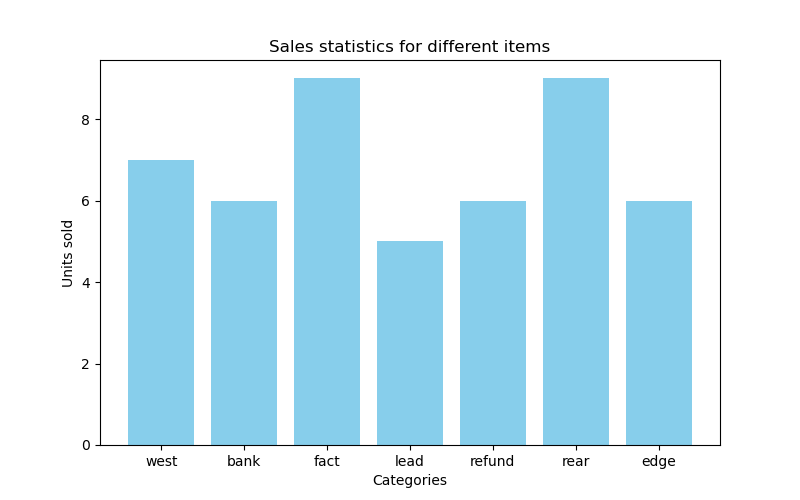 Sales statistics for different items
8
6
4
2
0
Units sold
west bank fact lead refund rear edge
Categories